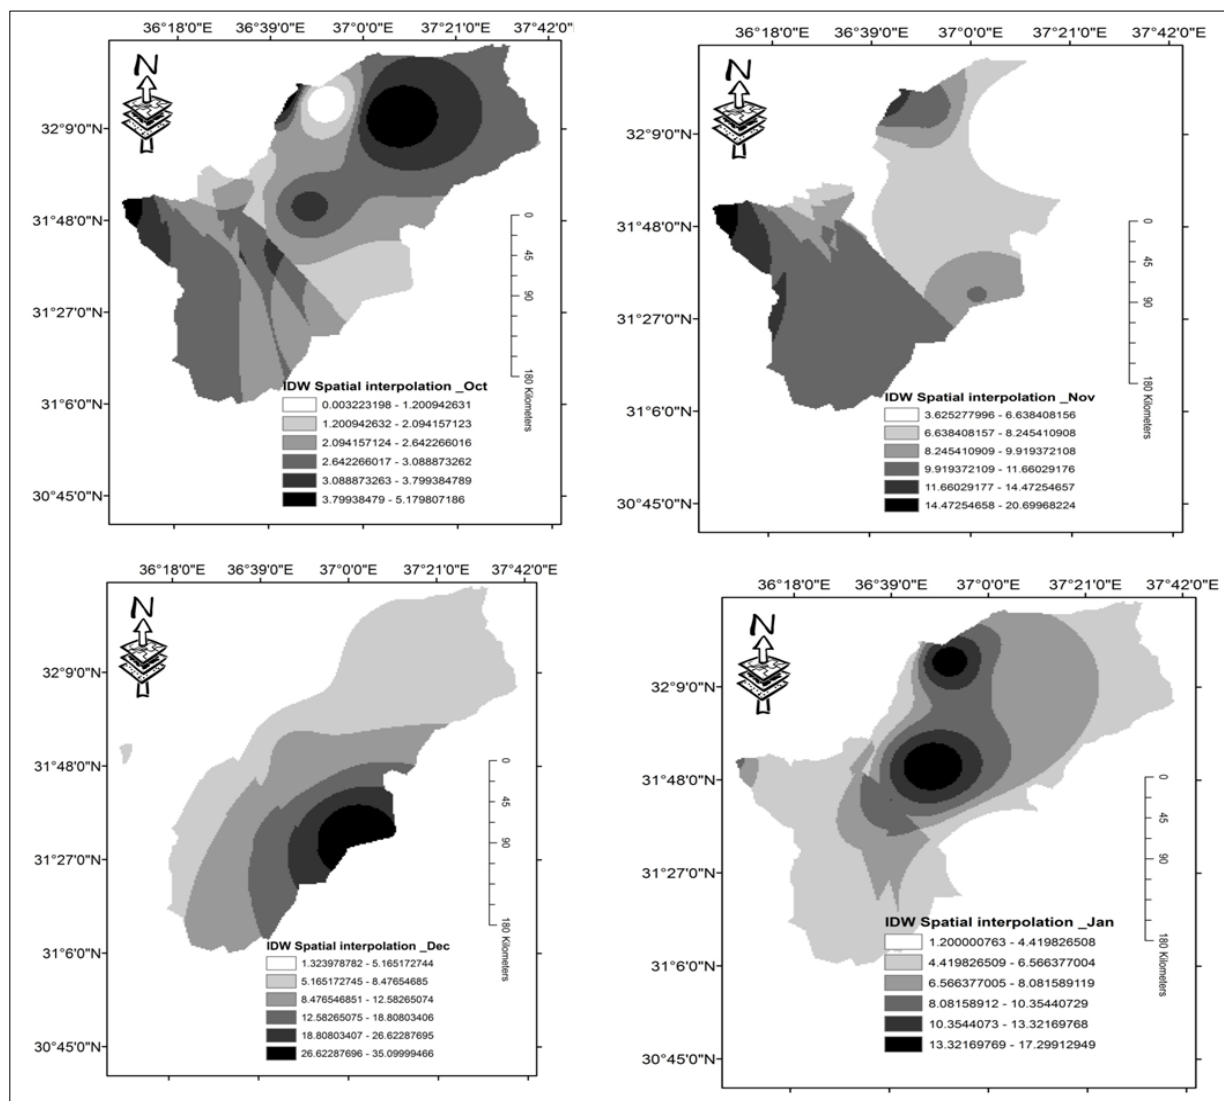 36°18'0"E 36°39'0"E 37°0'0"E 37°21'0"E 37°42'0"E
N
32°9'0"N
31°48'0"N
31°27'0"N
31°6'0"N
30°45'0"N
0
45
90
180 Kilometers
IDW Spatial interpolation _Oct
0.003223198 - 1.200942631
1.200942632 - 2.094157123
2.094157124 - 2.642266016
2.642266017 - 3.088873262
3.088873263 - 3.799384789
3.79938479 - 5.179807186
36°18'0"E 36°39'0"E 37°0'0"E 37°21'0"E 37°42'0"E
N
32°9'0"N
31°48'0"N
31°27'0"N
31°6'0"N
30°45'0"N
0
45
90
180 Kilometers
IDW Spatial interpolation _Nov
3.625277996 - 6.638408156
6.638408157 - 8.245410908
8.245410909 - 9.919372108
9.919372109 - 11.66029176
11.66029177 - 14.47254657
14.47254658 - 20.69968224
36°18'0"E 36°39'0"E 37°0'0"E 37°21'0"E 37°42'0"E
N
32°9'0"N
31°48'0"N
31°27'0"N
31°6'0"N
30°45'0"N
0
45
90
180 Kilometers
IDW Spatial interpolation _Dec
1.323978782 - 5.165172744
5.165172745 - 8.47654685
8.476546851 - 12.58265074
12.58265075 - 18.80803406
18.80803407 - 26.62287695
26.62287696 - 35.09999466
36°18'0"E 36°39'0"E 37°0'0"E 37°21'0"E 37°42'0"E
N
32°9'0"N
31°48'0"N
31°27'0"N
31°6'0"N
30°45'0"N
0
45
90
180 Kilometers
IDW Spatial interpolation _Jan
1.200000763 - 4.419826508
4.419826509 - 6.566377004
6.566377005 - 8.081589119
8.08158912 - 10.35440729
10.3544073 - 13.32169768
13.32169769 - 17.29912949